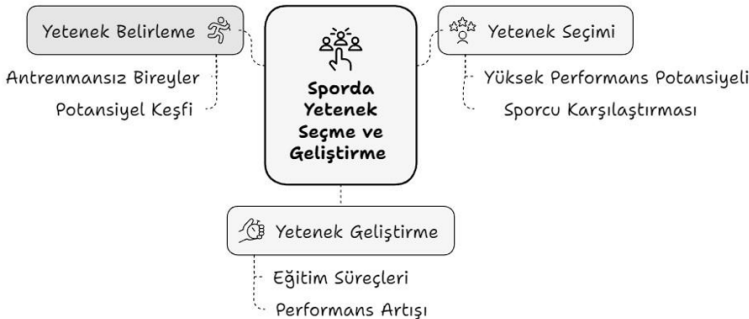 Yetenek Belirleme
Antrenmansız Bireyler
Potansiyel Keşfi
Sporda
Yetenek
Seçme ve
Geliştirme
Yetenek Seçimi
Yüksek Performans Potansiyeli
Sporcu Karşılaştırması
Yetenek Geliştirme
Eğitim Süreçleri
Performans Artışı